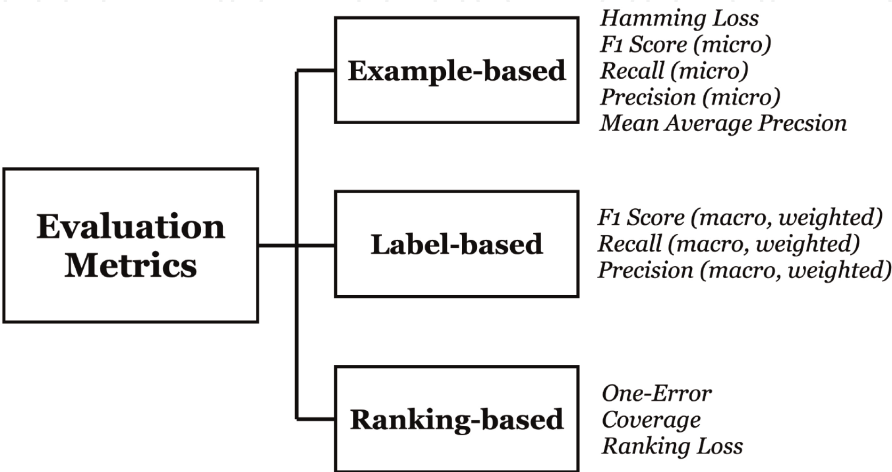 Evaluation
Metrics
Example-based
Hamming Loss
F1 Score (micro)
Recall (micro)
Precision (micro)
Mean Average Precsion
Label-based
F1 Score (macro, weighted)
Recall (macro, weighted)
Precision (macro, weighted)
Ranking-based
One-Error
Coverage
Ranking Loss